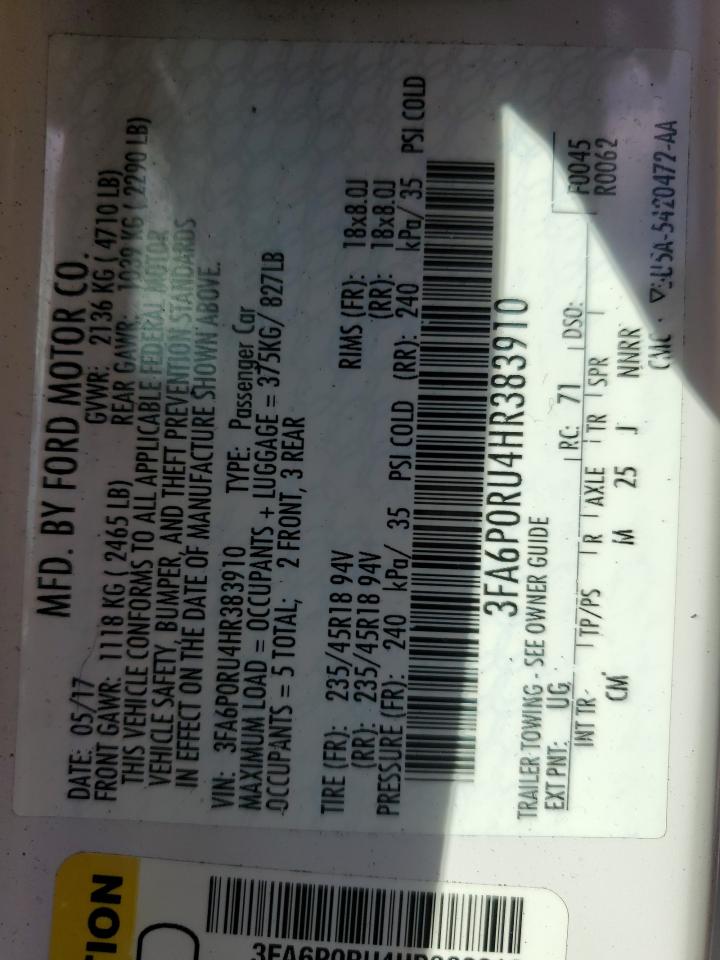 MFD. BY FORD MOTOR CO.
DATE: 05/17 GVWR: 2136 KG ( 4710 LB)
FRONT GAWR: 1118 KG ( 2465 LB) REAR GAWR: 1039 KG ( 2290 LB)
THIS VEHICLE CONFORMS TO ALL APPLICABLE FEDERAL MOTOR
VEHICLE SAFETY, BUMPER, AND THEFT PREVENTION STANDARDS
IN EFFECT ON THE DATE OF MANUFACTURE SHOWN ABOVE.
VIN: 3FA6P0RU4HR383910 TYPE: Passenger Car
MAXIMUM LOAD = OCCUPANTS + LUGGAGE = 375KG/ 827LB
OCCUPANTS = 5 TOTAL; 2 FRONT, 3 REAR
TIRE (FR): 235/45R18 94V RIMS (FR): 18x8.0J
(RR): 235/45R18 94V (RR): 18x8.0J
PRESSURE (FR): 240 kPa/ 35 PSI COLD (RR): 240 kPa/ 35 PSI COLD
3FA6P0RU4HR383910
TRAILER TOWING - SEE OWNER GUIDE
EXT PNT: UG RC: 71 DSO: F0045
R0062
INT TR TP/PS R AXLE TR SPR
CM M 25 J NNRR
5420472-AA
TION